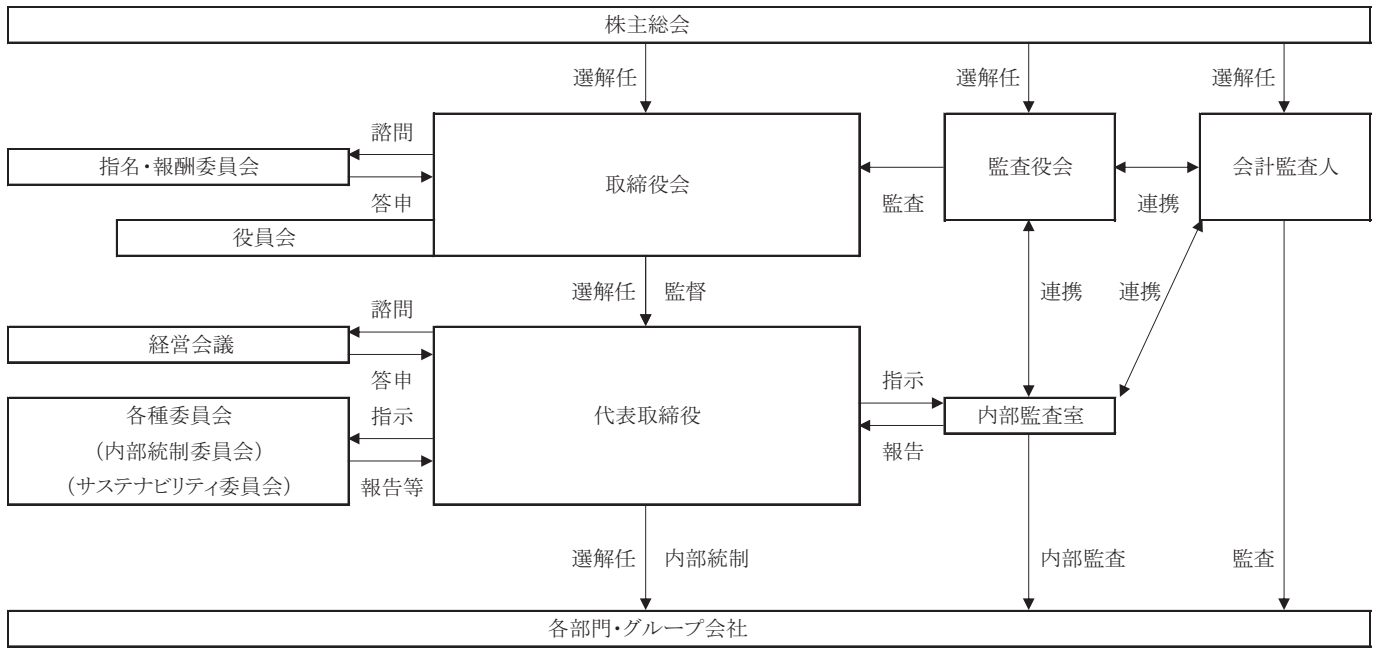 株主総会
選解任
選解任
選解任
諮問
指名・報酬委員会
答申
役員会
取締役会
監査
監査役会
連携
会計監査人
選解任
監督
連携
連携
諮問
経営会議
答申
各種委員会
(内部統制委員会)
(サステナビリティ委員会)
指示
報告等
代表取締役
指示
報告
内部監査室
選解任
内部統制
内部監査
監査
各部門・グループ会社